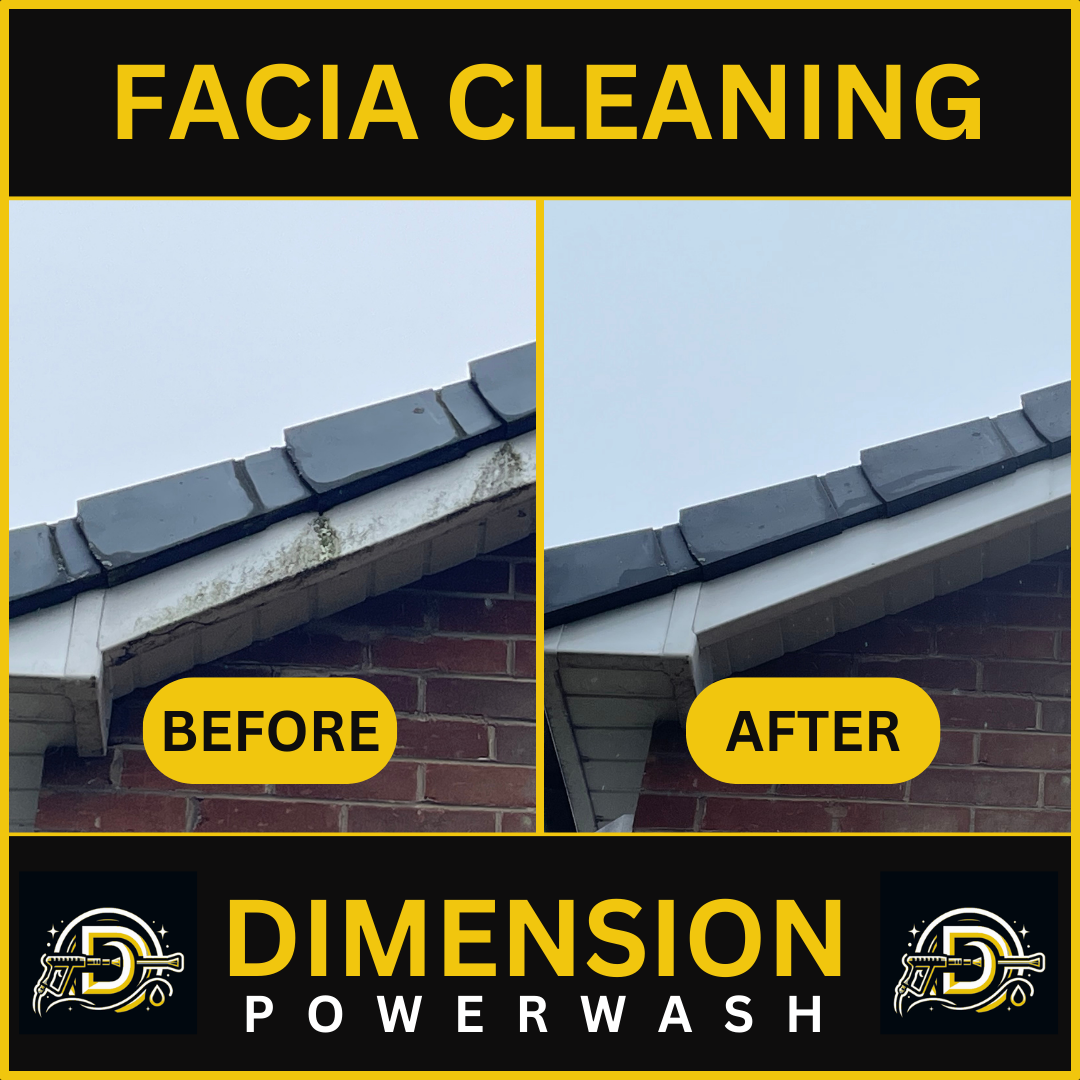 FACIA CLEANING
BEFORE
AFTER
D
DIMENSION
D
POWERWASH